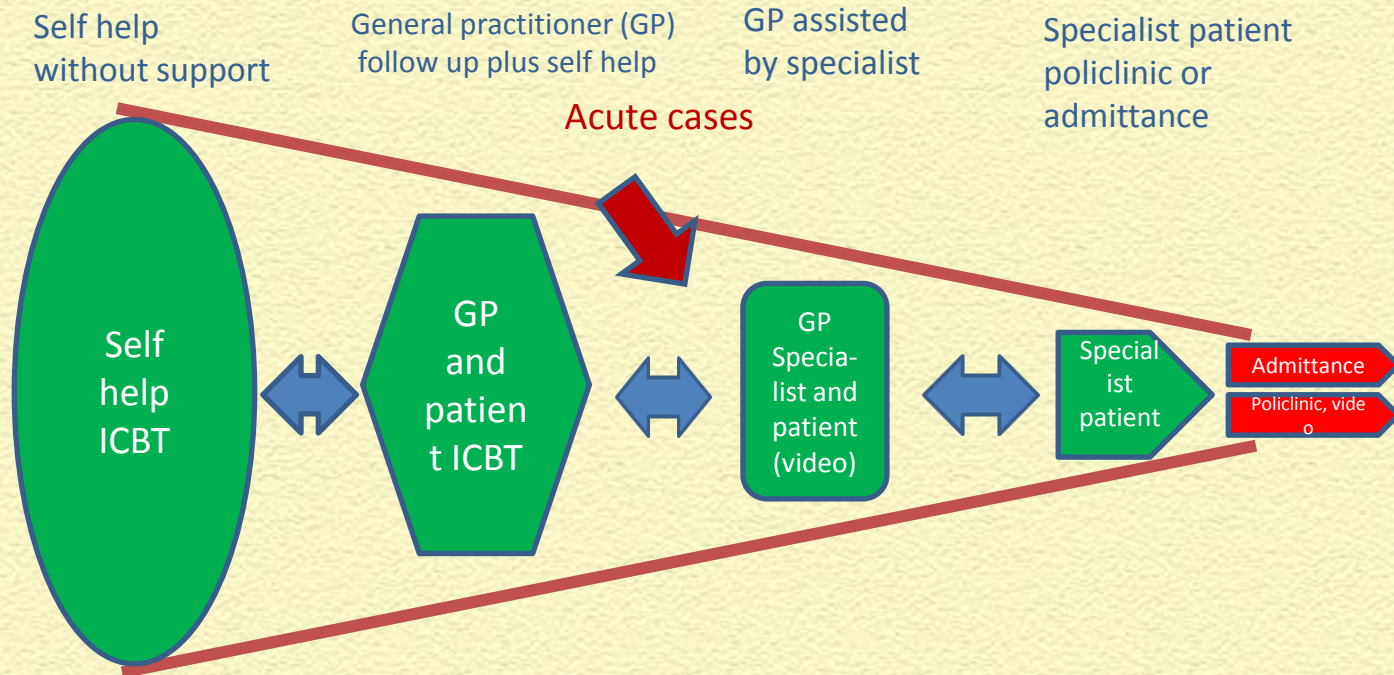 Self help
without support
General practitioner (GP)
follow up plus self help
GP assisted
by specialist
Specialist patient
policlinic or
admittance
Acute cases
Self
help
ICBT
GP
and
patien
t ICBT
GP
Specia-
list and
patient
(video)
Special
ist
patient
Admittance
Policlinic, vide
o